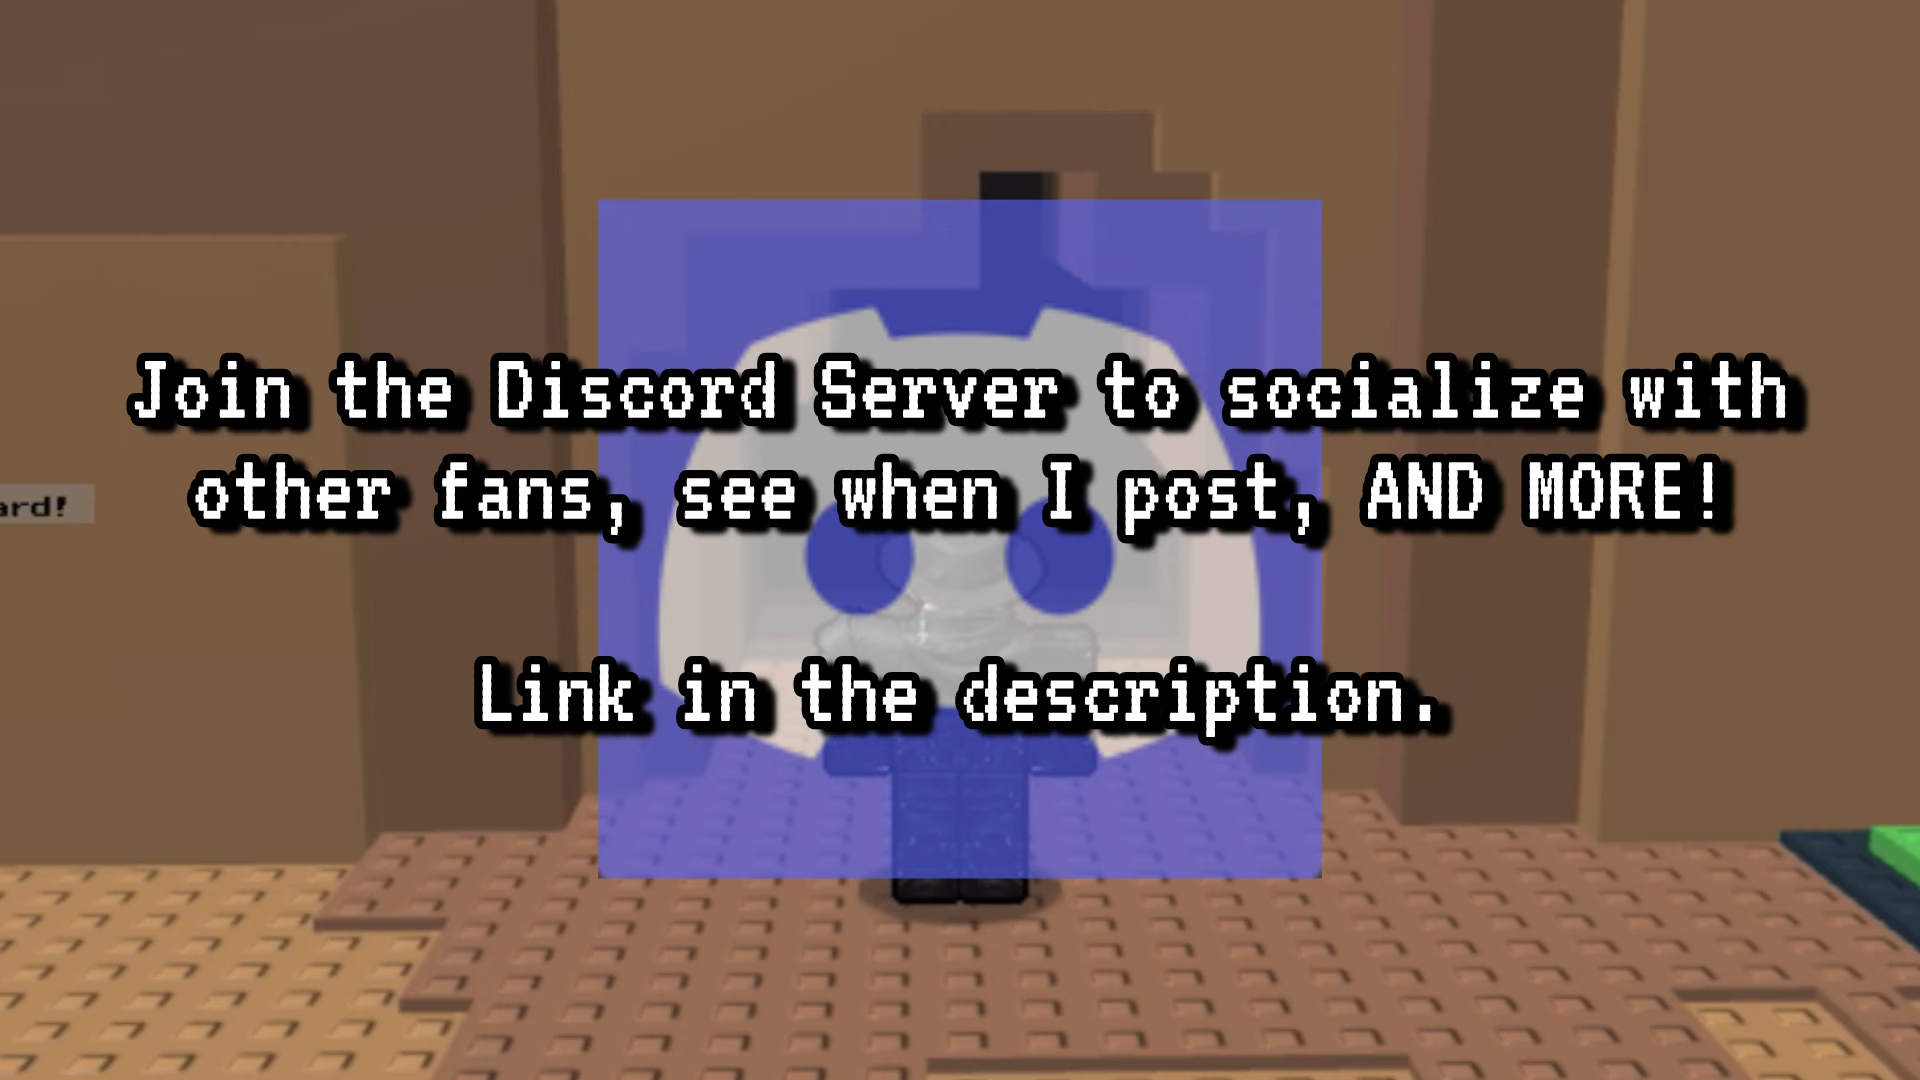 Join the Discord Server to socialize with
other fans, see when I post, AND MORE!
ard!
Link in the description.